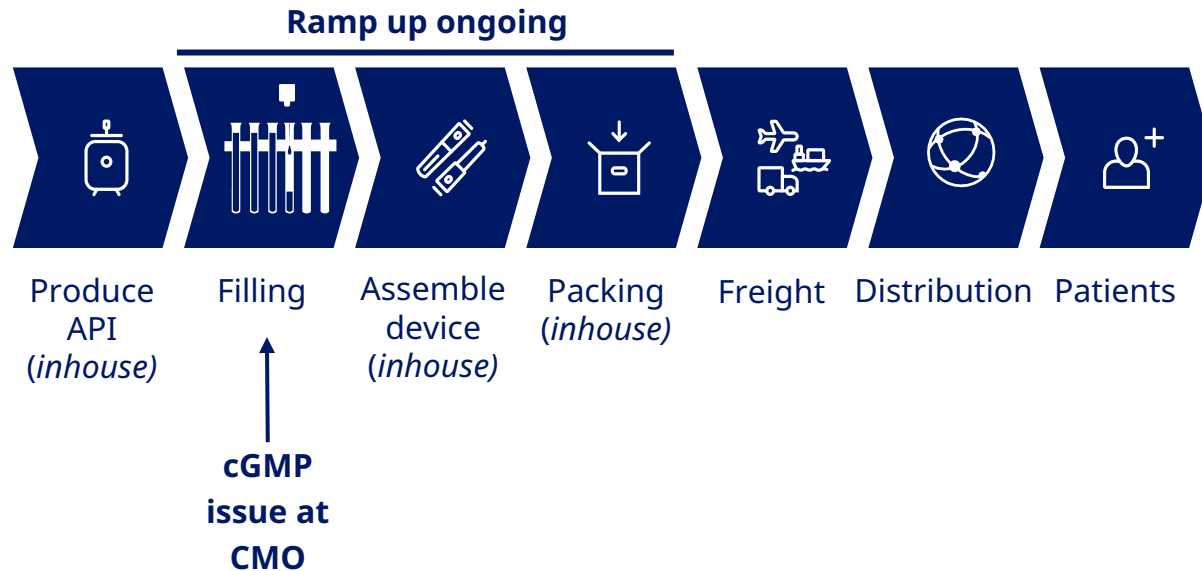 Ramp up ongoing
Produce
API
(inhouse)
Filling
Assemble
device
(inhouse)
Packing
(inhouse)
Freight
Distribution
Patients
cGMP
issue at
CMO